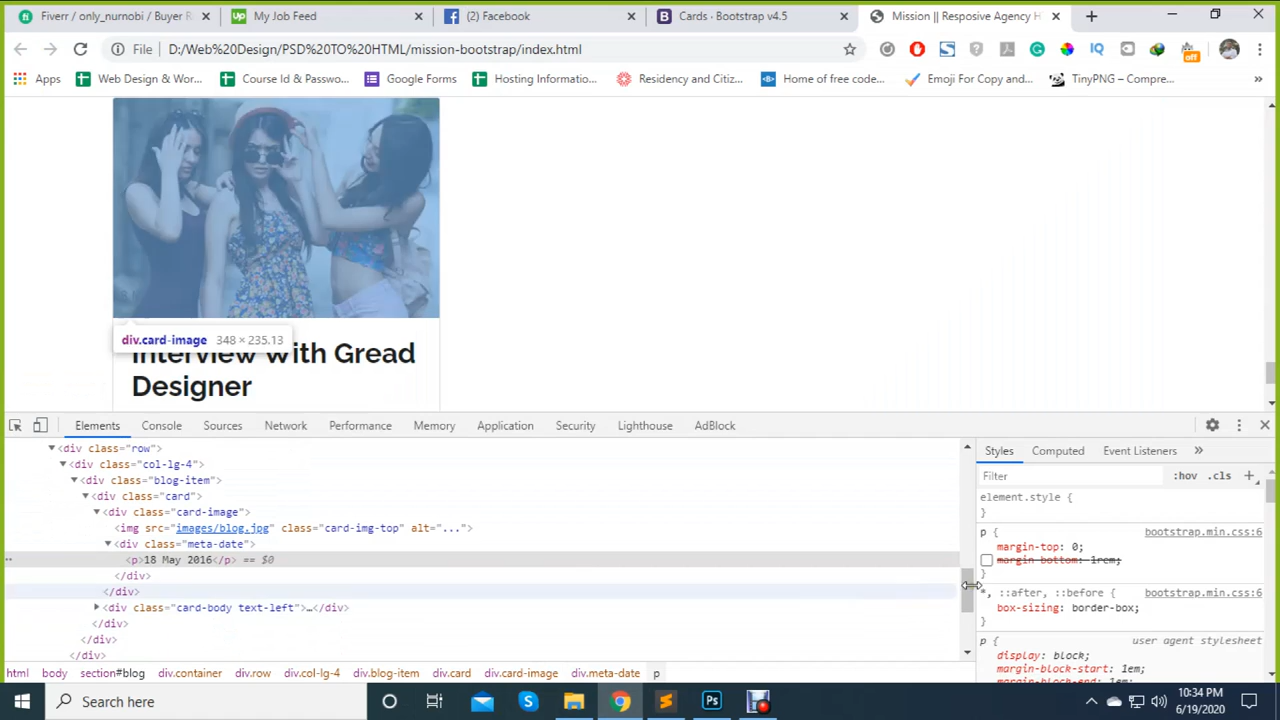 Fiverr / only_nurnobi / Buyer R
My Job Feed
(2) Facebook
Cards · Bootstrap v4.5
Mission || Resposive Agency H
File
D:/Web%20Design/PSD%20TO%20HTML/mission-bootstrap/index.html
Apps
Web Design & Wor...
Course Id & Passwo...
Google Forms
Hosting Informatio...
Residency and Citiz...
Home of free code...
Emoji For Copy and...
TinyPNG – Compre...
div.card-image 348 × 235.13
Interview With Gread
Designer
Elements
Console
Sources
Network
Performance
Memory
Application
Security
Lighthouse
AdBlock
<div class="row">
<div class="col-lg-4">
<div class="blog-item">
<div class="card">
<div class="card-image">
<img src="images/blog.jpg" class="card-img-top" alt="...">
<div class="meta-date">
<p>18 May 2016</p> == $0
</div>
</div>
<div class="card-body text-left">…</div>
</div>
</div>
</div>
html body section#blog div.container div.row div.col-lg-4 div.blog-item div.card div.card-image div.meta-date p
Styles
Computed
Event Listeners
Filter
:hov .cls
element.style {
}
p {
bootstrap.min.css:6
margin-top: 0;
margin-bottom: 1rem;
}
*, ::after, ::before {
bootstrap.min.css:6
box-sizing: border-box;
}
p {
user agent stylesheet
display: block;
margin-block-start: 1em;
margin-block-end: 1em;
Type here to search
10:34 PM
6/19/2020